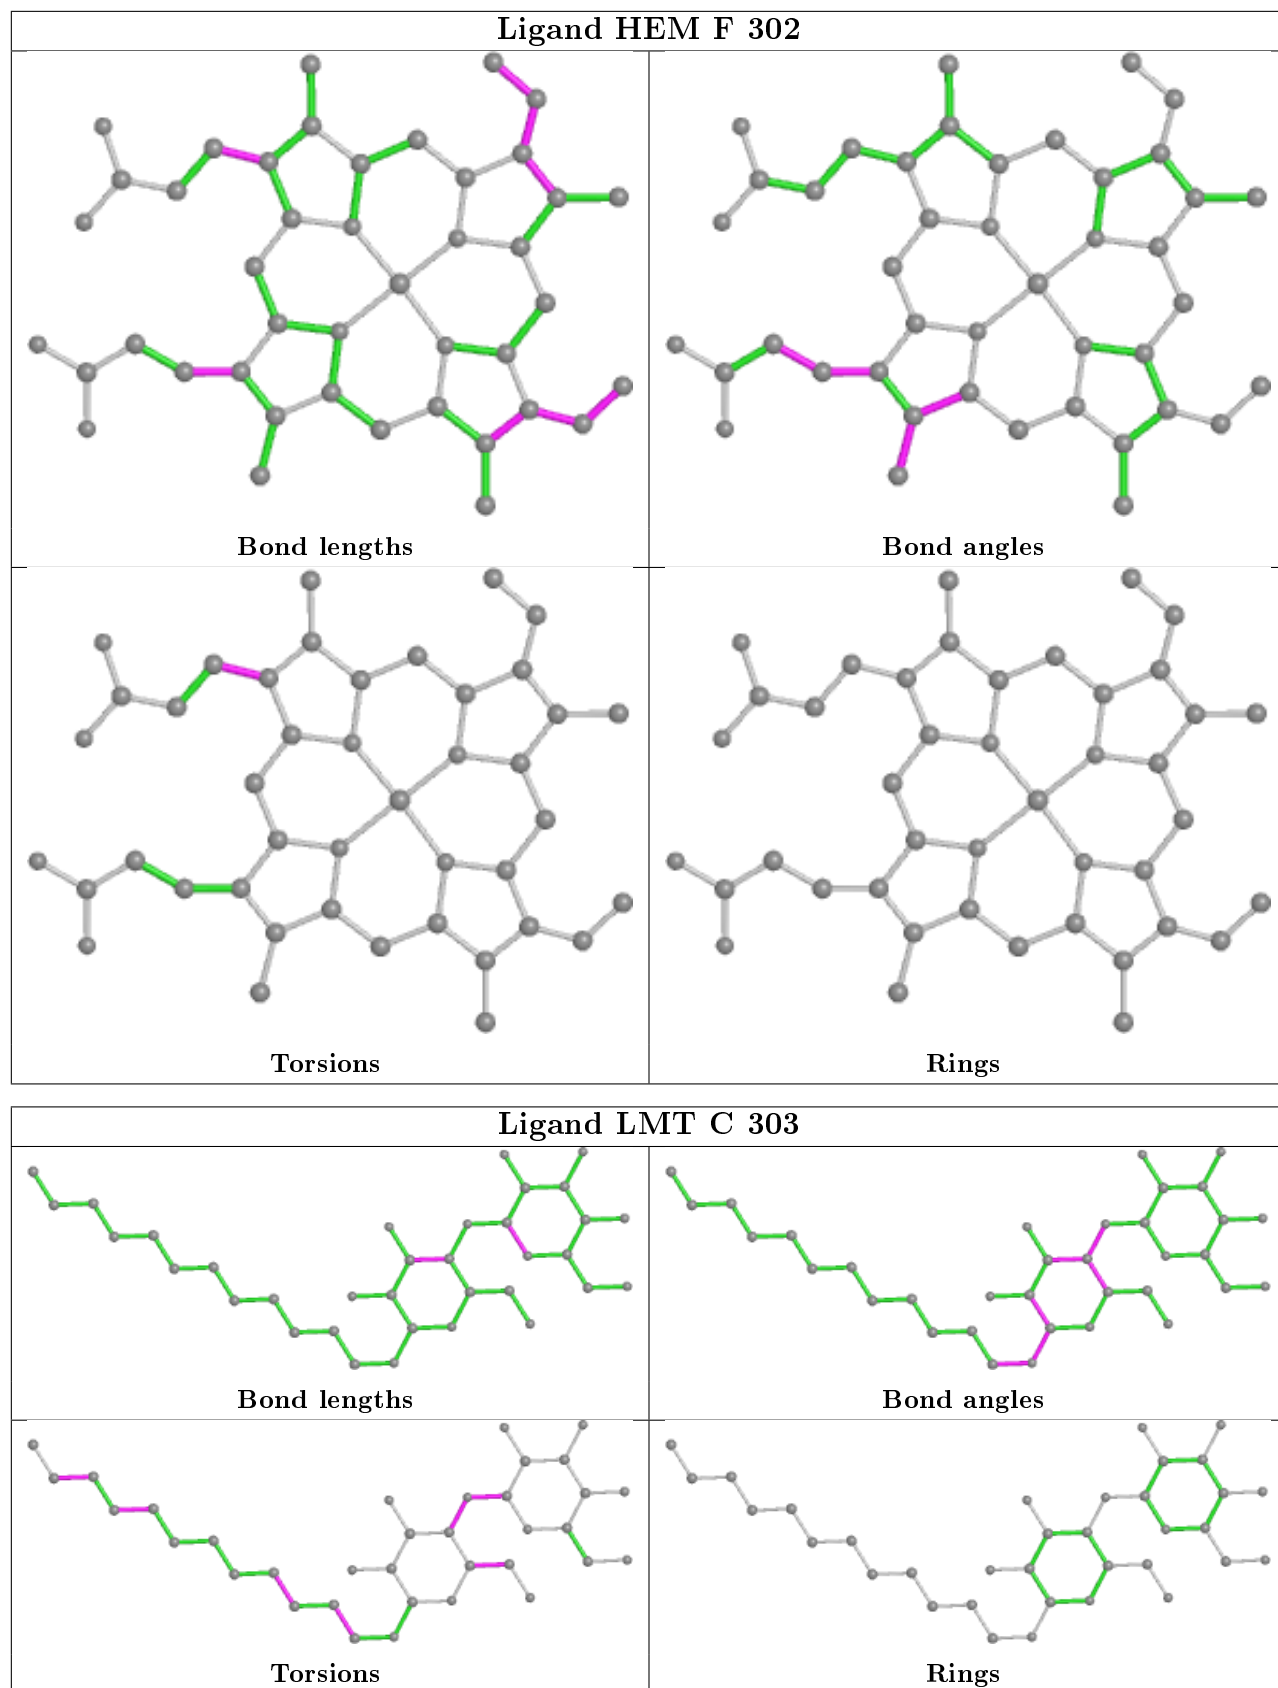 Ligand HEM F 302
Bond lengths
Bond angles
Torsions
Rings
Ligand LMT C 303
Bond lengths
Bond angles
Torsions
Rings